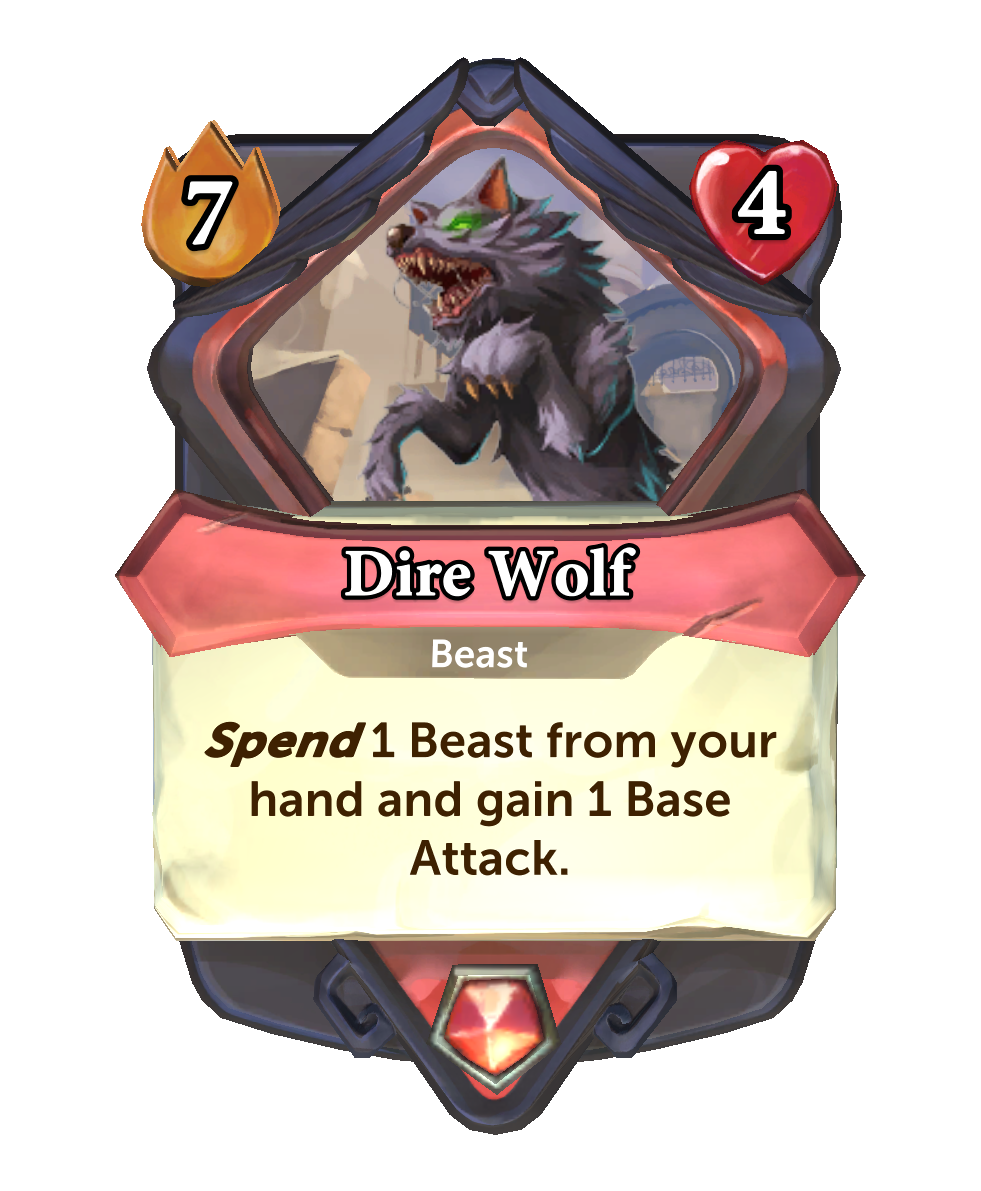 7
4
Dire Wolf
Beast
Spend 1 Beast from your
hand and gain 1 Base
Attack.